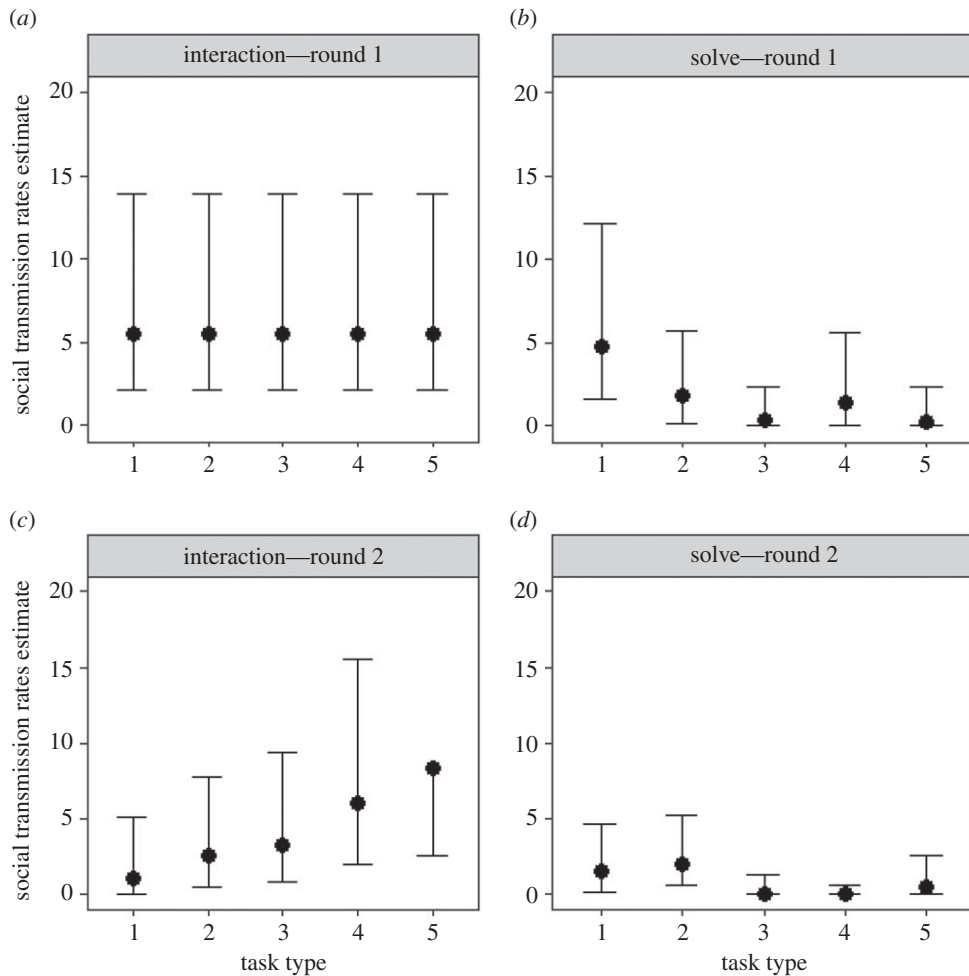 (a)
interaction—round 1
social transmission rates estimate
20
15
10
5
0
1 2 3 4 5
(b)
solve—round 1
20
15
10
5
0
1 2 3 4 5
(c)
interaction—round 2
social transmission rates estimate
20
15
10
5
0
1 2 3 4 5
task type
(d)
solve—round 2
20
15
10
5
0
1 2 3 4 5
task type